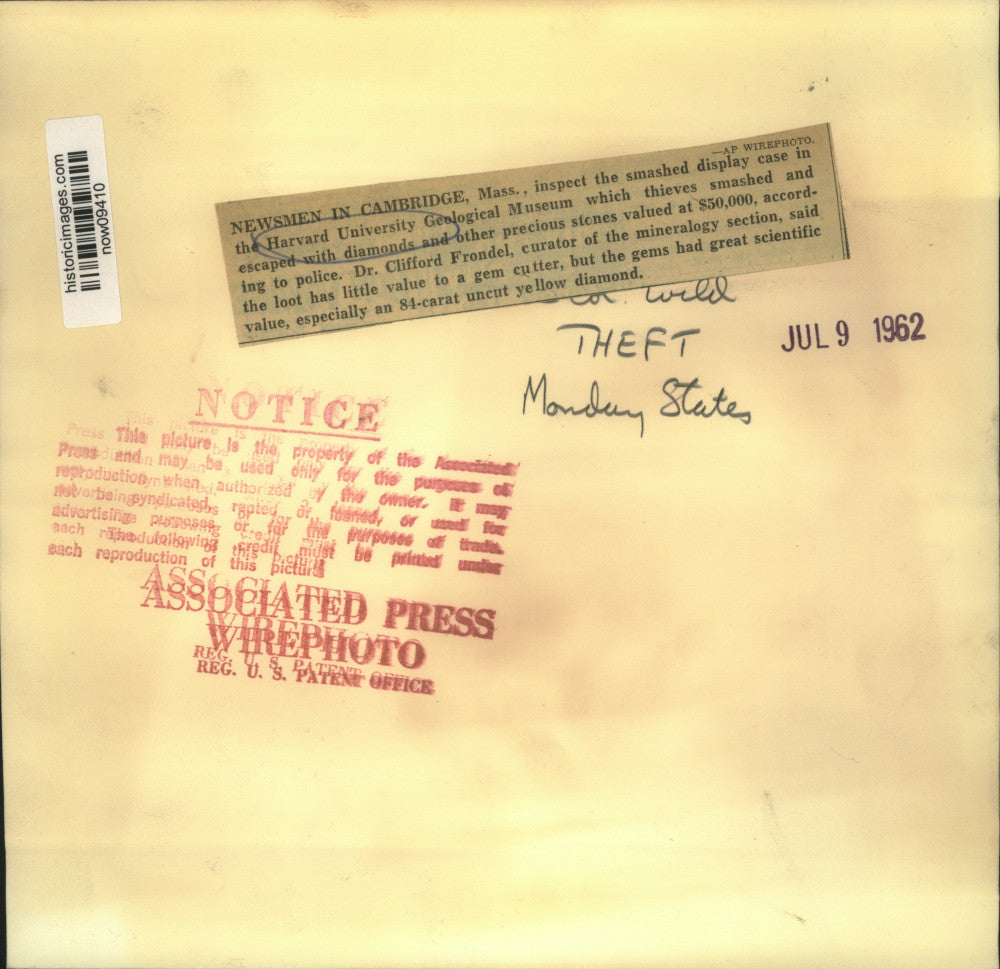 historicimages.com
now09410
—AP WIREPHOTO.
NEWSMEN IN CAMBRIDGE, Mass., inspect the smashed display case in
the Harvard University Geological Museum which thieves smashed and
escaped with diamonds and other precious stones valued at $50,000, accord-
ing to police. Dr. Clifford Frondel, curator of the mineralogy section, said
the loot has little value to a gem cutter, but the gems had great scientific
value, especially an 84-carat uncut yellow diamond.
wild
THEFT
JUL 9 1962
Monday States
NOTICE
This picture is the property of the Associated
Press and may be used only for the purposes of
reproduction when authorized by the owner. It may
not being syndicated, rented or loaned, or used for
advertising purposes or for the purposes of trade.
The following credit must be printed under
each reproduction of this picture
ASSOCIATED PRESS
WIREPHOTO
REG. U. S. PATENT OFFICE